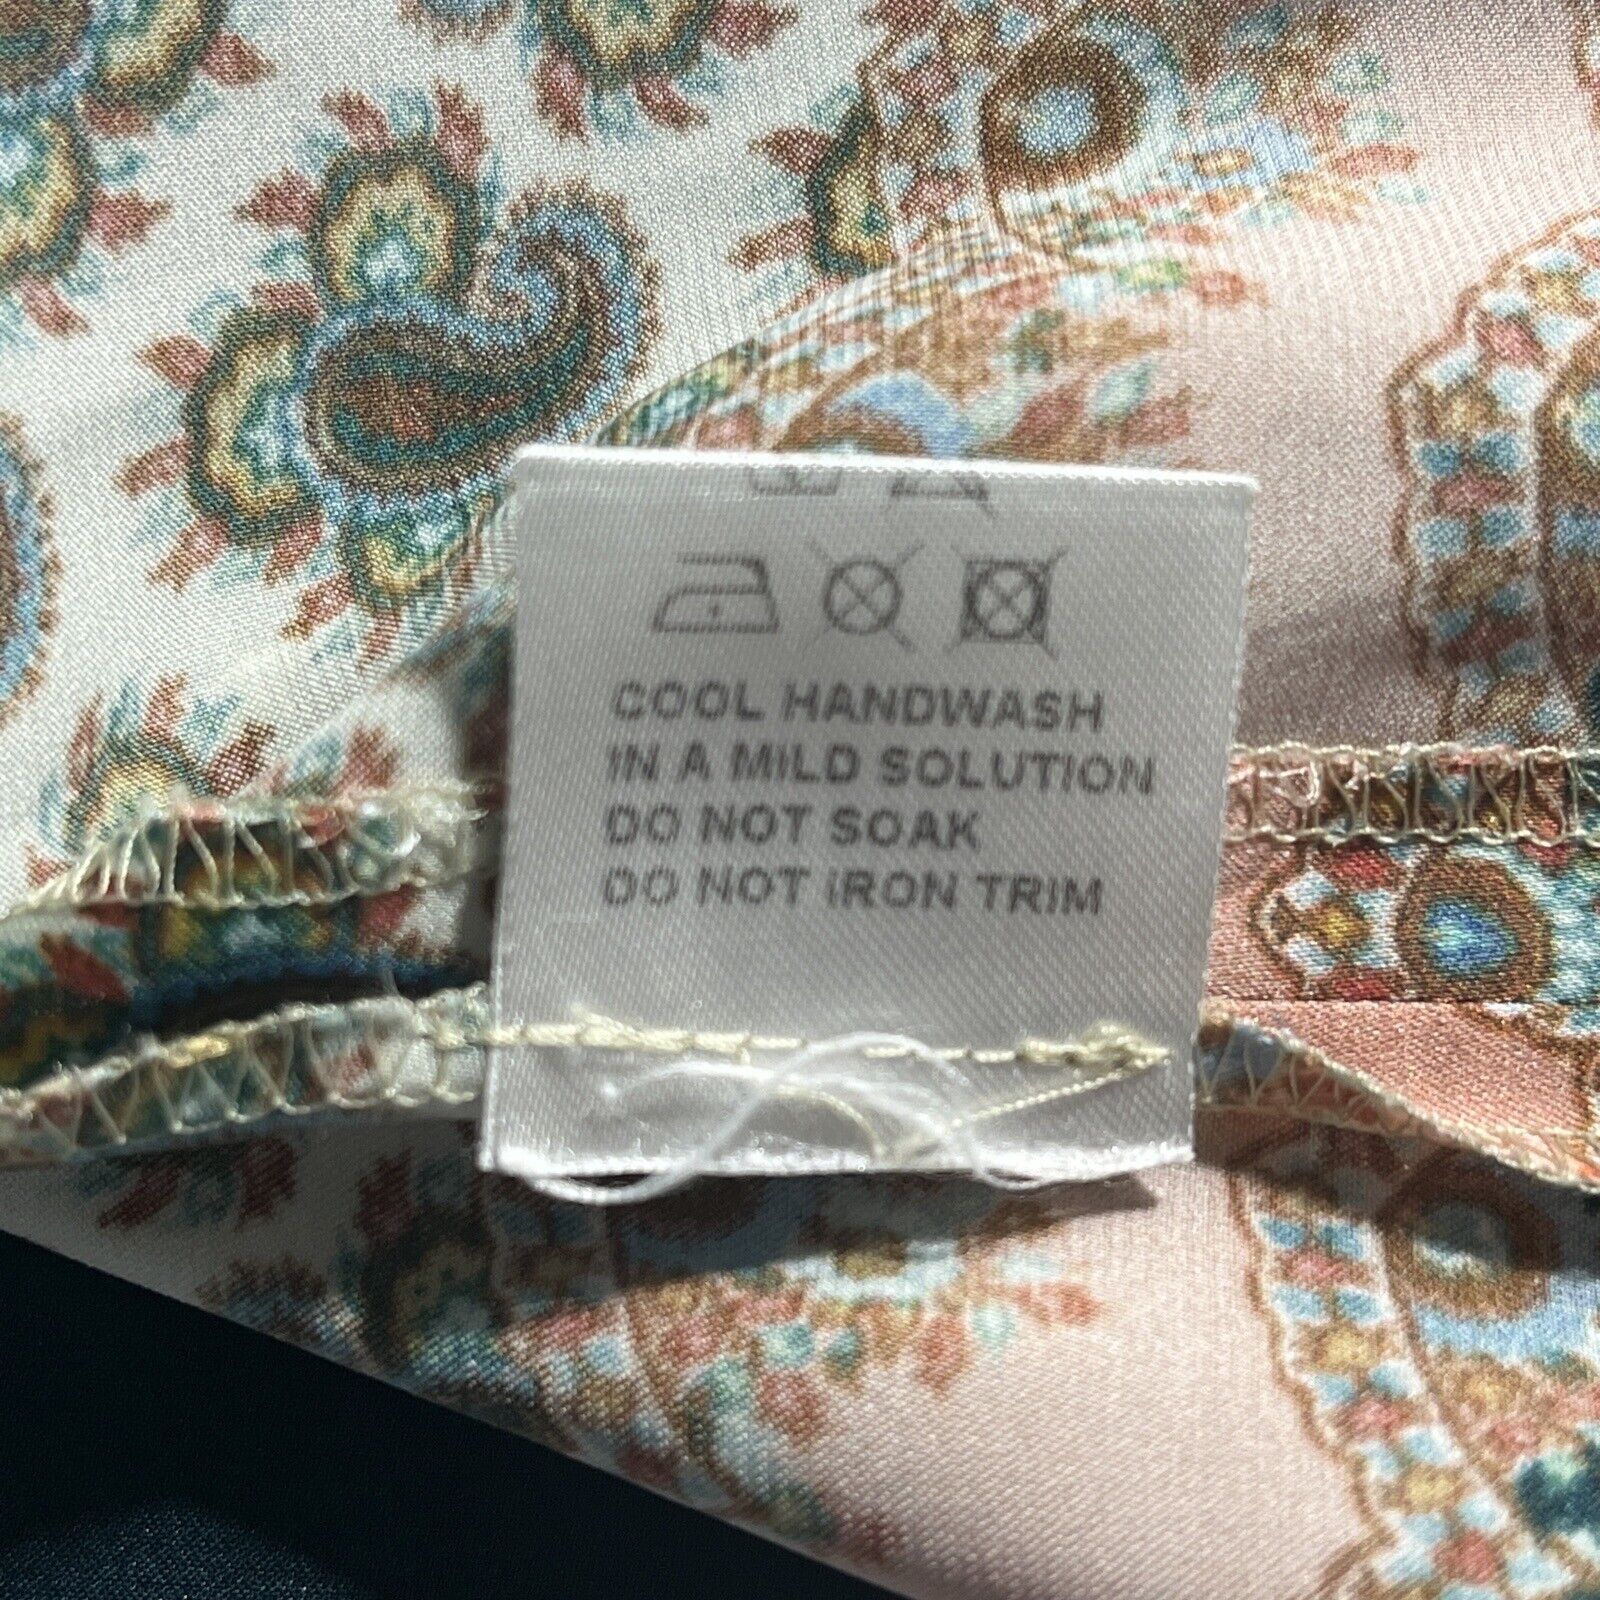 COOL HANDWASH
IN A MILD SOLUTION
DO NOT SOAK
DO NOT IRON TRIM